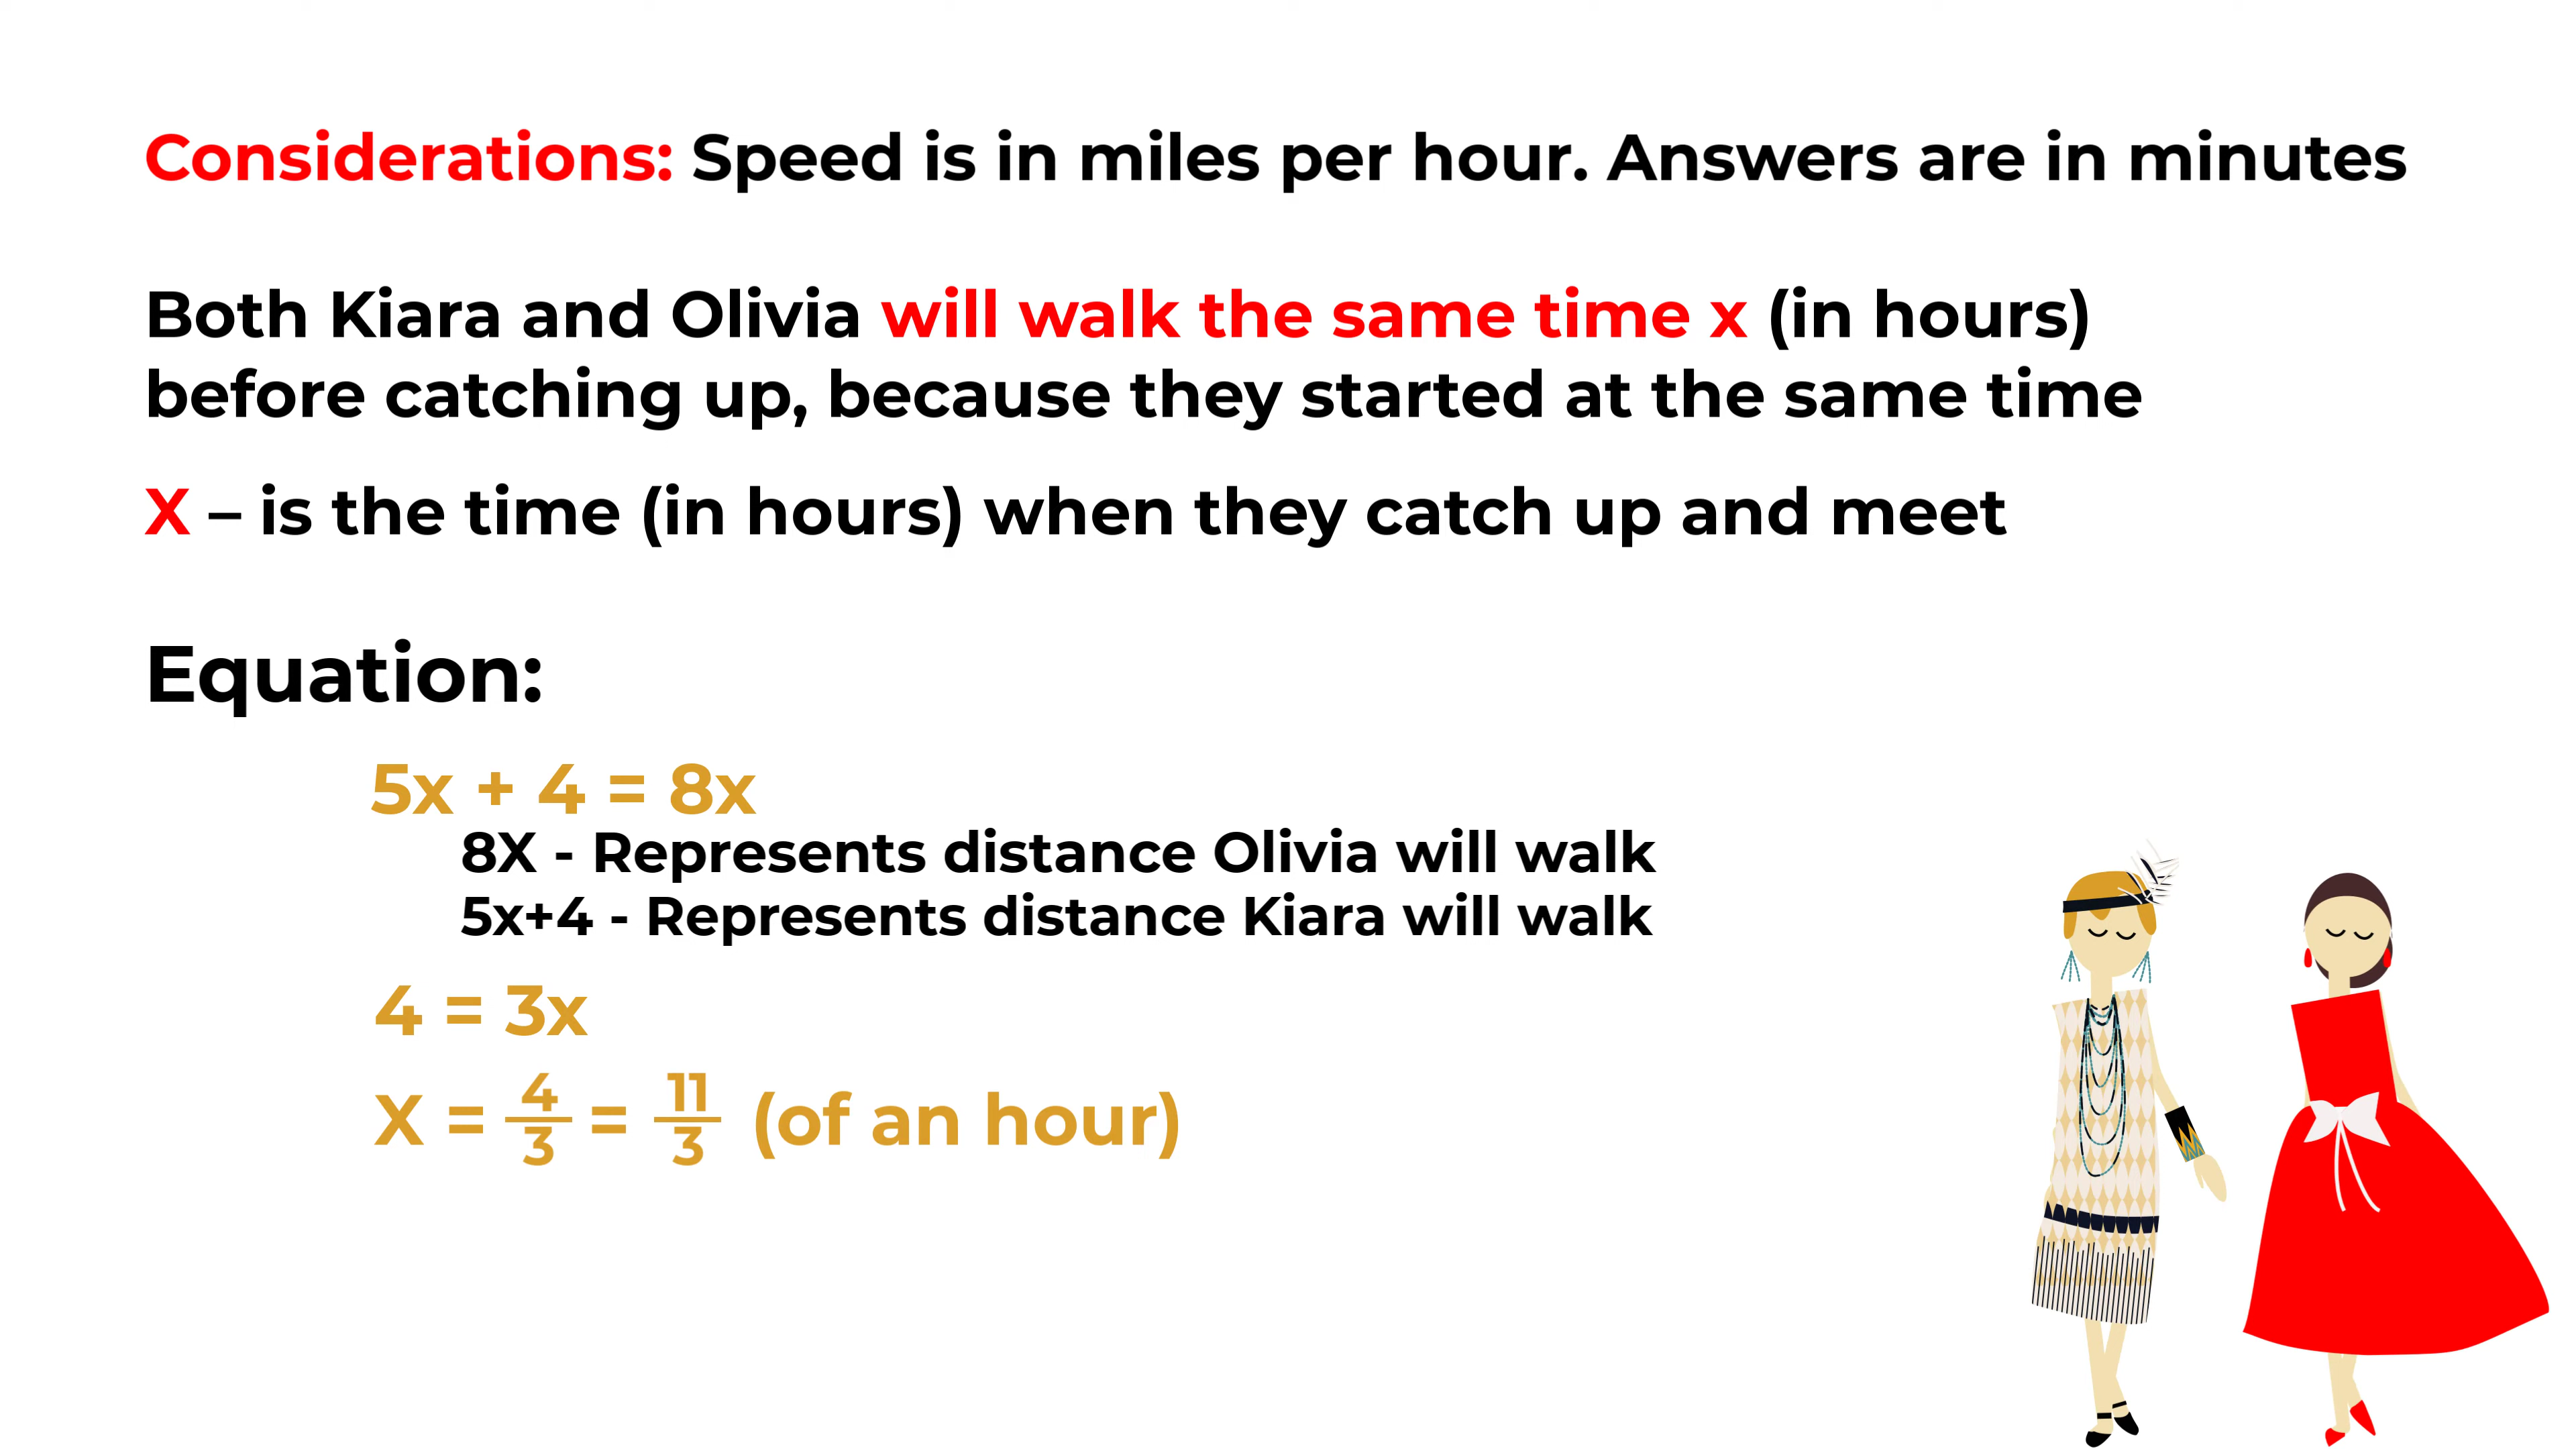 Considerations: Speed is in miles per hour. Answers are in minutes
Both Kiara and Olivia will walk the same time x (in hours)
before catching up, because they started at the same time
X – is the time (in hours) when they catch up and meet
Equation:
5x + 4 = 8x
8X - Represents distance Olivia will walk
5x+4 - Represents distance Kiara will walk
4 = 3x
X = 4/3 = 11/3 (of an hour)